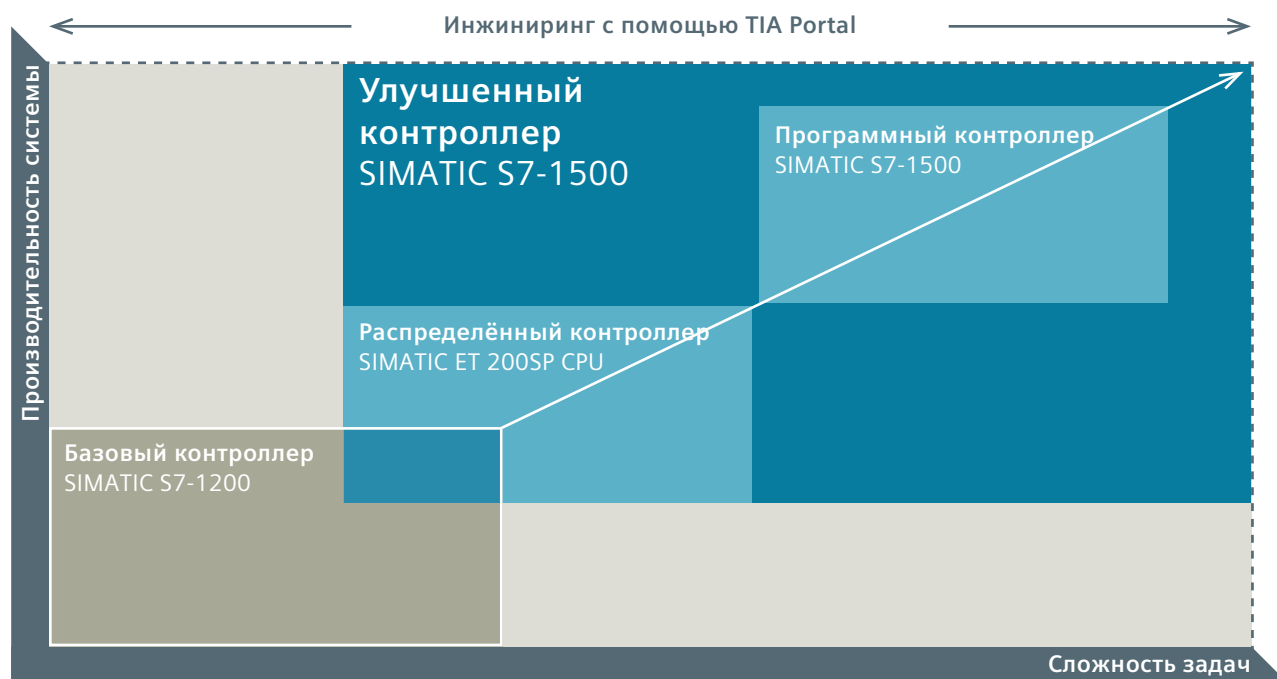 Инжиниринг с помощью TIA Portal
Производительность системы
Улучшенный
контроллер
SIMATIC S7-1500
Программный контроллер
SIMATIC S7-1500
Распределённый контроллер
SIMATIC ET 200SP CPU
Базовый контроллер
SIMATIC S7-1200
Сложность задач